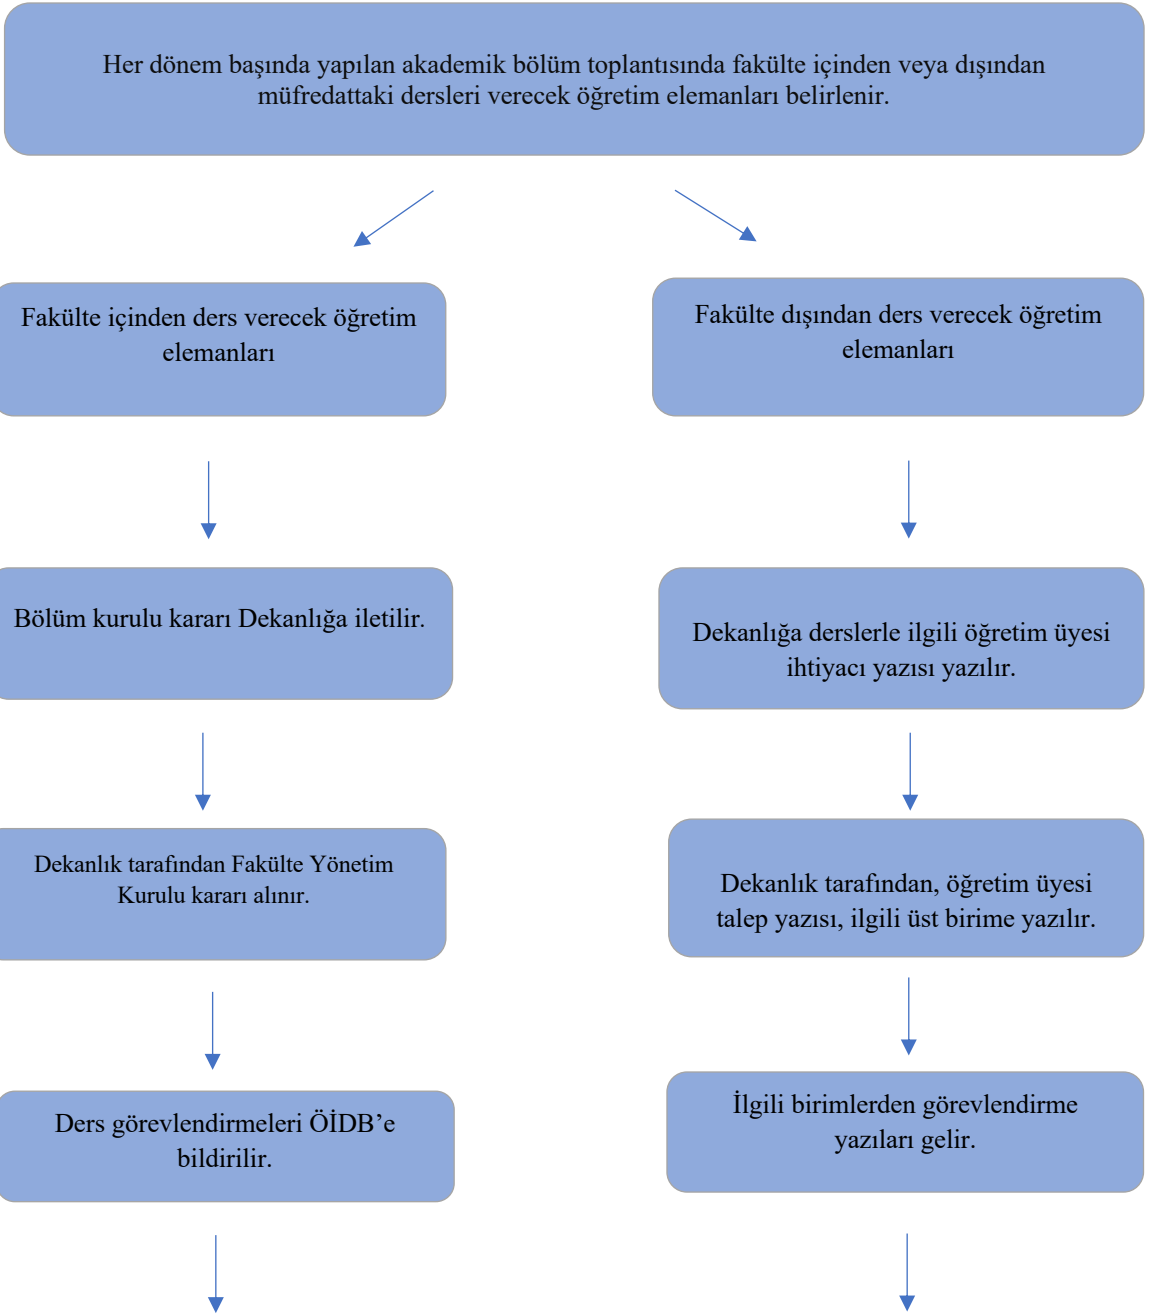 Her dönem başında yapılan akademik bölüm toplantısında fakülte içinden veya dışından
müfredattaki dersleri verecek öğretim elemanları belirlenir.
Fakülte içinden ders verecek öğretim
elemanları
Fakülte dışından ders verecek öğretim
elemanları
Bölüm kurulu kararı Dekanlığa iletilir.
Dekanlığa derslerle ilgili öğretim üyesi
ihtiyacı yazısı yazılır.
Dekanlık tarafından Fakülte Yönetim
Kurulu kararı alınır.
Dekanlık tarafından, öğretim üyesi
talep yazısı, ilgili üst birime yazılır.
Ders görevlendirmeleri ÖİDB’e
bildirilir.
İlgili birimlerden görevlendirme
yazıları gelir.